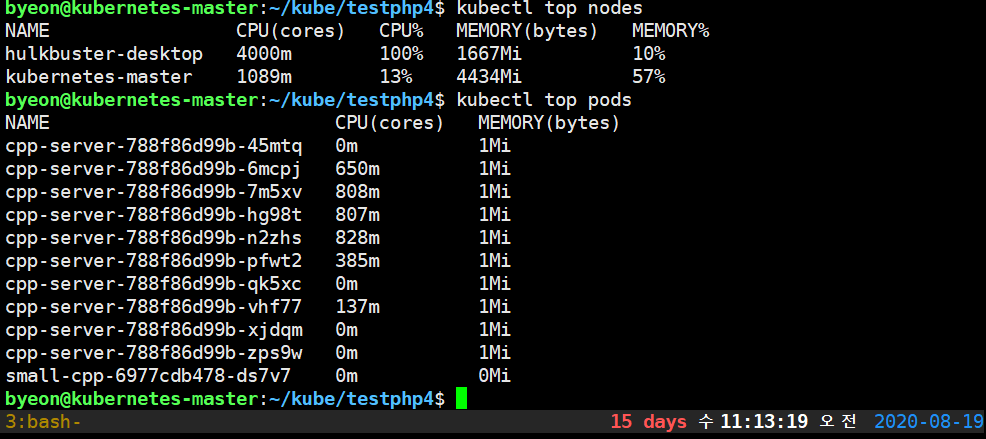 byeon@kubernetes-master:~/kube/testphp4$ kubectl top nodes
NAME CPU(cores) CPU% MEMORY(bytes) MEMORY%
hulkbuster-desktop 4000m 100% 1667Mi 10%
kubernetes-master 1089m 13% 4434Mi 57%
byeon@kubernetes-master:~/kube/testphp4$ kubectl top pods
NAME CPU(cores) MEMORY(bytes)
cpp-server-788f86d99b-45mtq 0m 1Mi
cpp-server-788f86d99b-6mcpj 650m 1Mi
cpp-server-788f86d99b-7m5xv 808m 1Mi
cpp-server-788f86d99b-hg98t 807m 1Mi
cpp-server-788f86d99b-n2zhs 828m 1Mi
cpp-server-788f86d99b-pfwt2 385m 1Mi
cpp-server-788f86d99b-qk5xc 0m 1Mi
cpp-server-788f86d99b-vhf77 137m 1Mi
cpp-server-788f86d99b-xjdqm 0m 1Mi
cpp-server-788f86d99b-zps9w 0m 1Mi
small-cpp-6977cdb478-ds7v7 0m 0Mi
byeon@kubernetes-master:~/kube/testphp4$
3:bash- 15 days 수 11:13:19 오전 2020-08-19